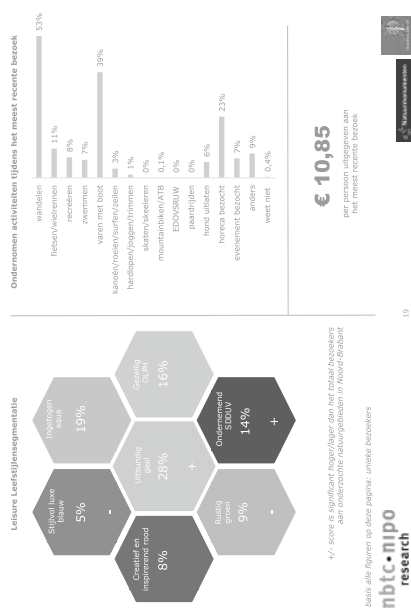 Leisure Leefstijlensegmentatie
Stijlvol luxe
blauw
5%
-
Ingetogen
aqua
19%
Creatief en
inspirerend rood
8%
Uitbundig
geel
28%
+
Gezellig
16%
Rustig
groen
9%
-
Ondernemend
14%
+
+/- score is significant hoger/lager dan het totaal bezoekers
aan onderzochte natuurgebieden in Noord-Brabant
basis alle figuren op deze pagina: unieke bezoekers
nbtc•nipo
research
Ondernomen activiteiten tijdens het meest recente bezoek
wandelen 53%
fietsen/wielrennen 11%
recreëren 8%
zwemmen 7%
varen met boot 39%
kanoën/roeien/surfen/zeilen 3%
hardlopen/joggen/trimmen 1%
skaten/skeeleren 0%
mountainbiken/ATB 0,1%
EDOVSRUW 0%
paardrijden 0%
hond uitlaten 6%
horeca bezocht 23%
evenement bezocht 7%
anders 9%
weet niet 0,4%
€ 10,85
per persoon uitgegeven aan
het meest recente bezoek
19
Natuurmonumenten